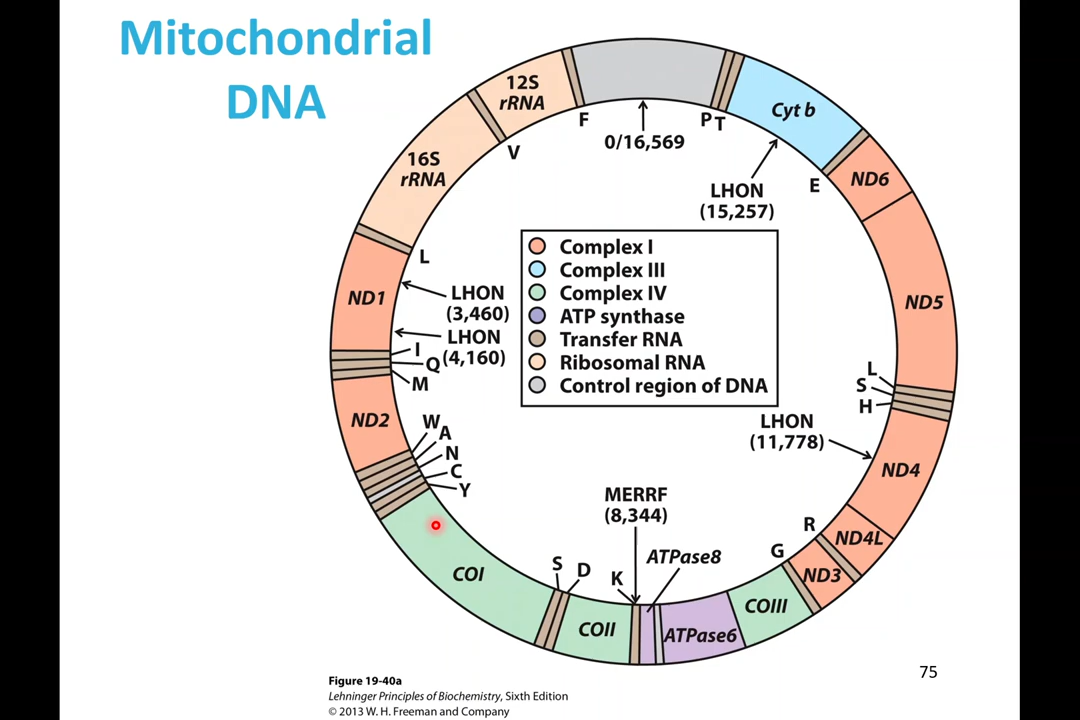 Mitochondrial
DNA
12S
rRNA
F
0/16,569
P
T
Cyt b
V
16S
rRNA
LHON
(15,257)
E
ND6
L
ND1
LHON
(3,460)
LHON
(4,160)
I
Q
M
ND2
W
A
N
C
Y
Complex I
Complex III
Complex IV
ATP synthase
Transfer RNA
Ribosomal RNA
Control region of DNA
ND5
L
S
H
LHON
(11,778)
ND4
R
ND4L
G
ND3
MERRF
(8,344)
ATPase8
COI
S
D
K
COII
ATPase6
COIII
75
Figure 19-40a
Lehninger Principles of Biochemistry, Sixth Edition
© 2013 W. H. Freeman and Company